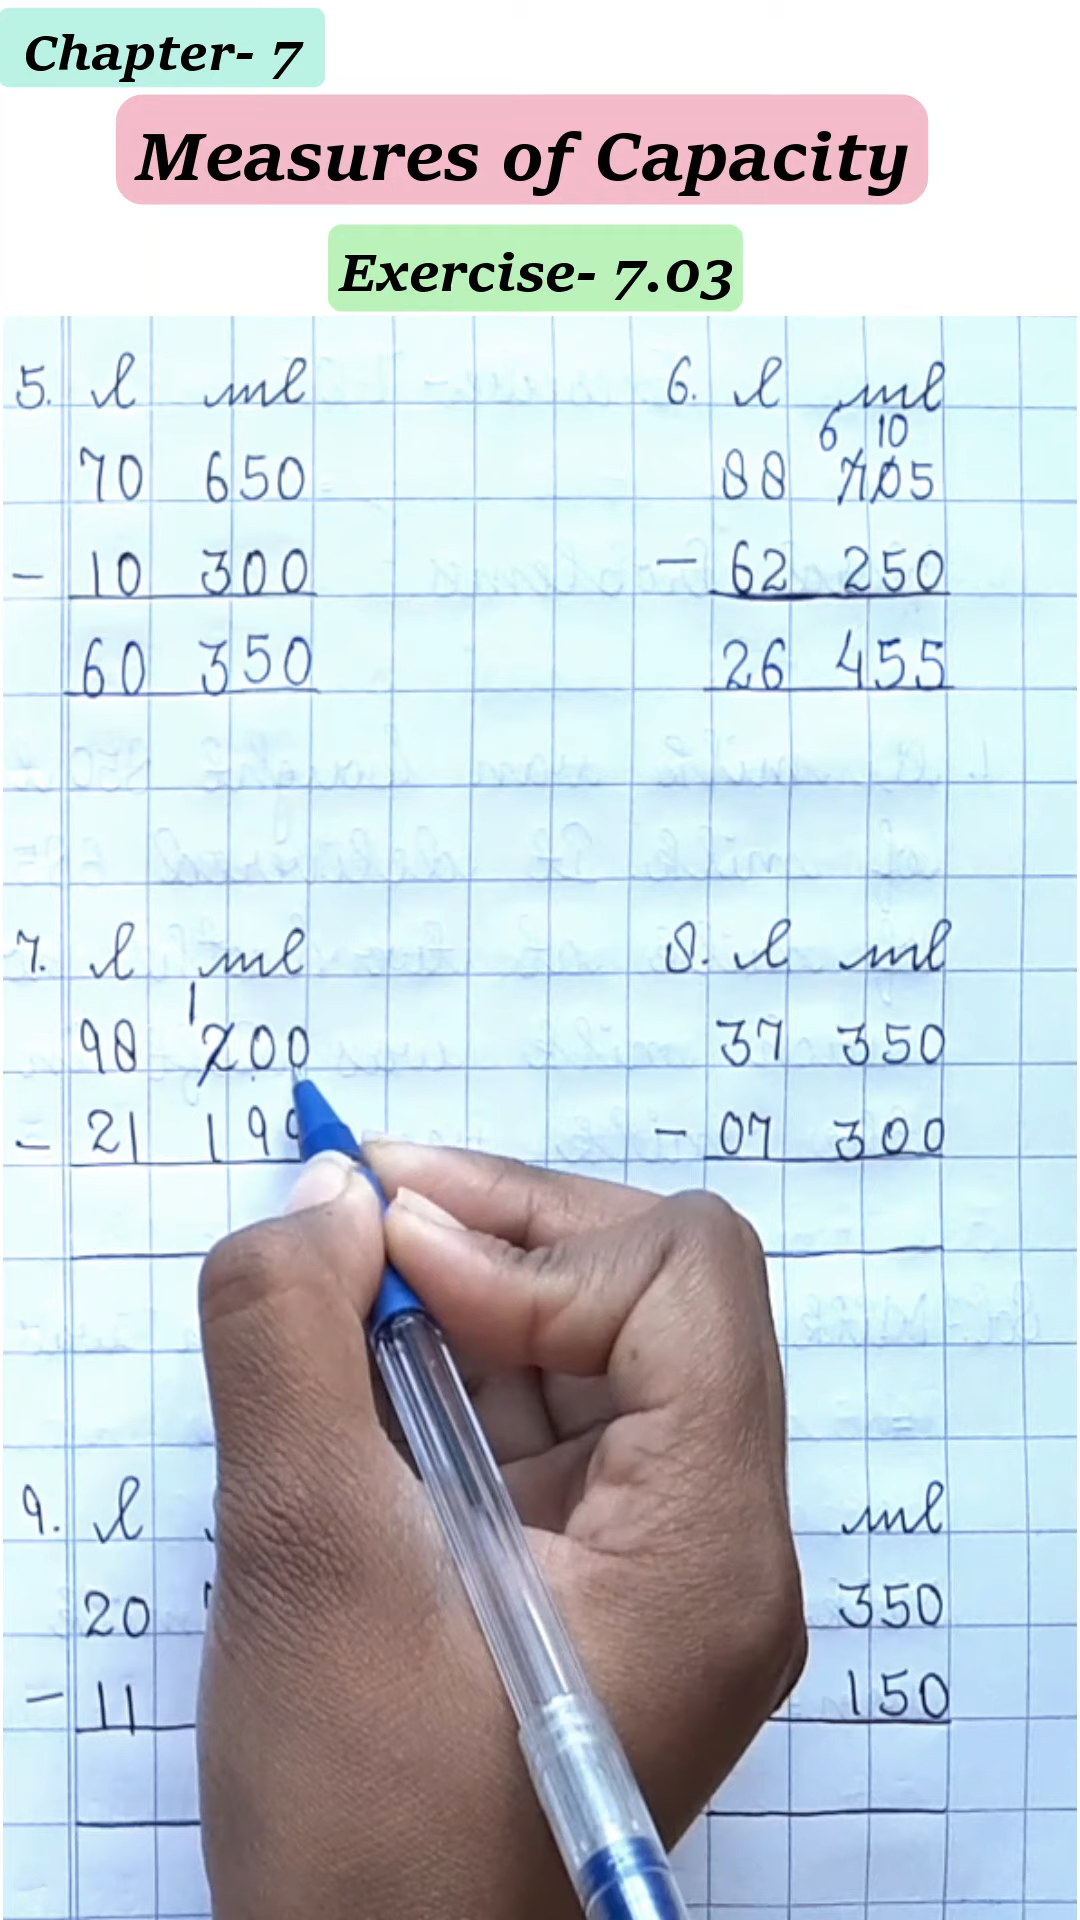 Chapter- 7
Measures of Capacity
Exercise- 7.03
5. l ml
70 650
- 10 300
60 350
6. l ml
6 10
88 705
- 62 250
26 455
7. l ml
1
98 200
- 21 199
8. l ml
37 350
- 07 300
9. l
20
- 11
ml
350
150